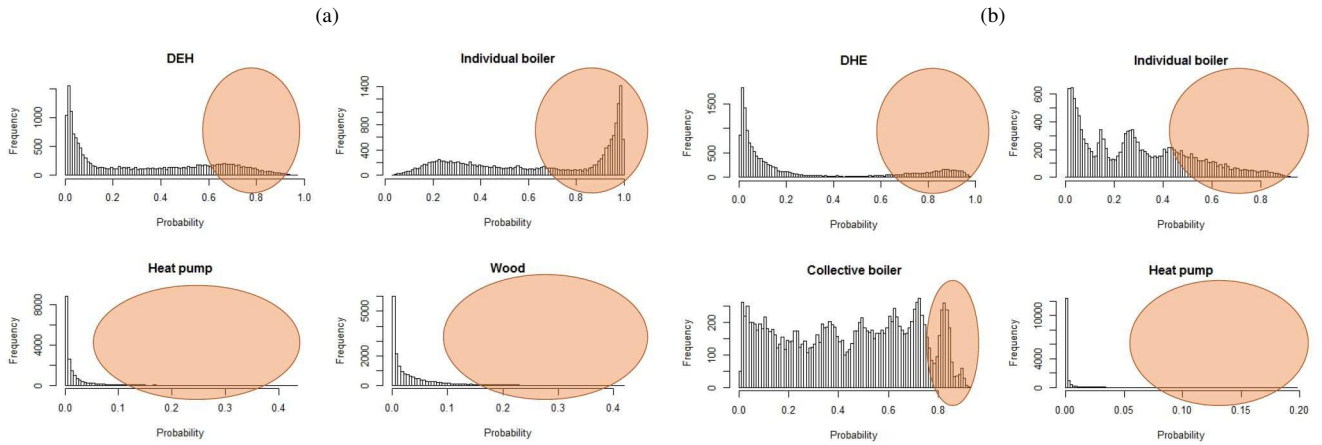 (a)
(b)
DEH
Frequency
0 500 1000
0.0 0.2 0.4 0.6 0.8 1.0
Probability
Individual boiler
Frequency
0 200 600 1000 1400
0.0 0.2 0.4 0.6 0.8 1.0
Probability
DHE
Frequency
0 500 1500
0.0 0.2 0.4 0.6 0.8 1.0
Probability
Individual boiler
Frequency
0 200 400 600
0.0 0.2 0.4 0.6 0.8
Probability
Heat pump
Frequency
0 4000 8000
0.0 0.1 0.2 0.3 0.4
Probability
Wood
Frequency
0 2000 5000
0.0 0.1 0.2 0.3 0.4
Probability
Collective boiler
Frequency
0 100 200
0.0 0.2 0.4 0.6 0.8
Probability
Heat pump
Frequency
0 4000 10000
0.00 0.05 0.10 0.15 0.20
Probability